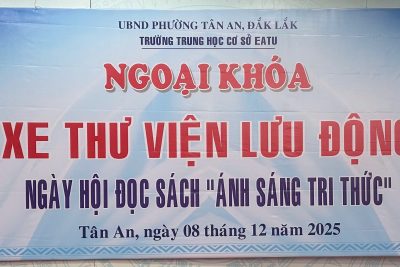 UBND PHƯỜNG TÂN AN, ĐẮK LẮK
TRƯỜNG TRUNG HỌC CƠ SỞ EATU
NGOẠI KHÓA
XE THƯ VIỆN LƯU ĐỘNG
NGÀY HỘI ĐỌC SÁCH "ÁNH SÁNG TRI THỨC"
Tân An, ngày 08 tháng 12 năm 2025